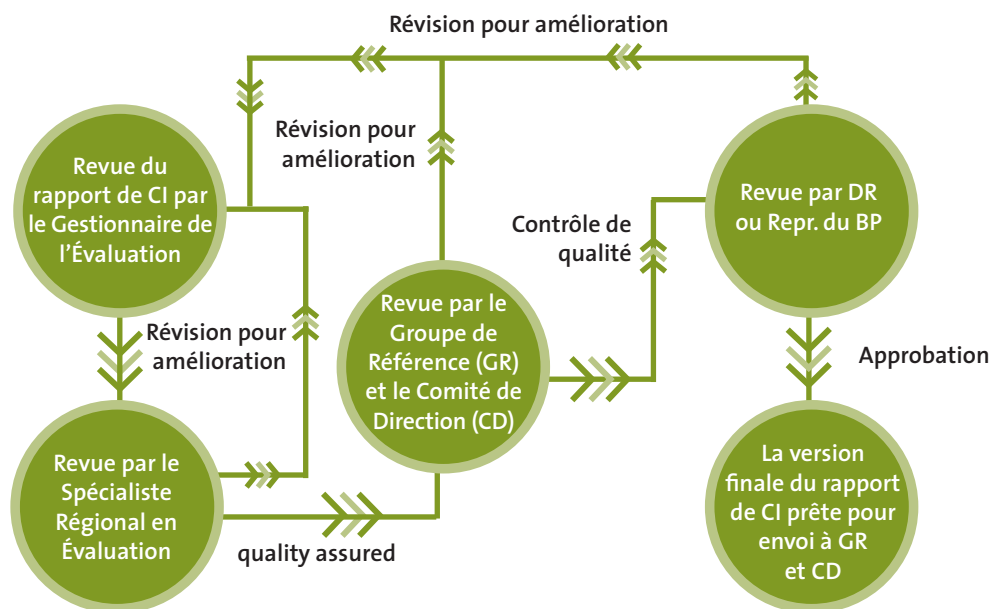 Révision pour amélioration
Révision pour
amélioration
Revue du
rapport de CI par
le Gestionnaire de
l’Évaluation
Revue par DR
ou Repr. du BP
Contrôle de
qualité
Revue par le
Groupe de
Référence (GR)
et le Comité de
Direction (CD)
Révision pour
amélioration
Approbation
Revue par le
Spécialiste
Régional en
Évaluation
La version
finale du rapport
de CI prête pour
envoi à GR
et CD
quality assured